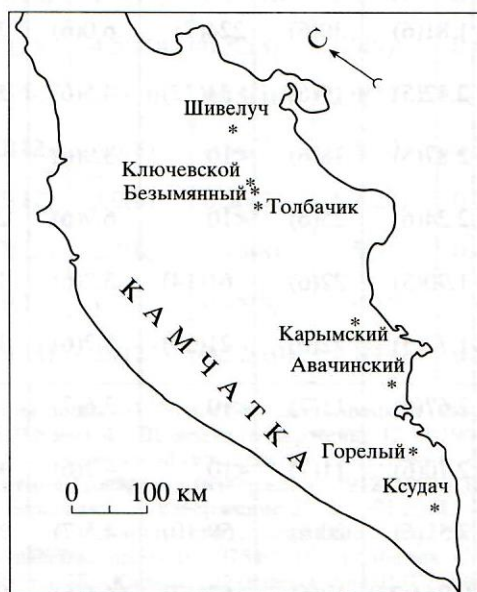 С
Шивелуч
Ключевской
Безымянный
Толбачик
КАМЧАТКА
Карымский
Авачинский
Горелый
Ксудач
0 100 км